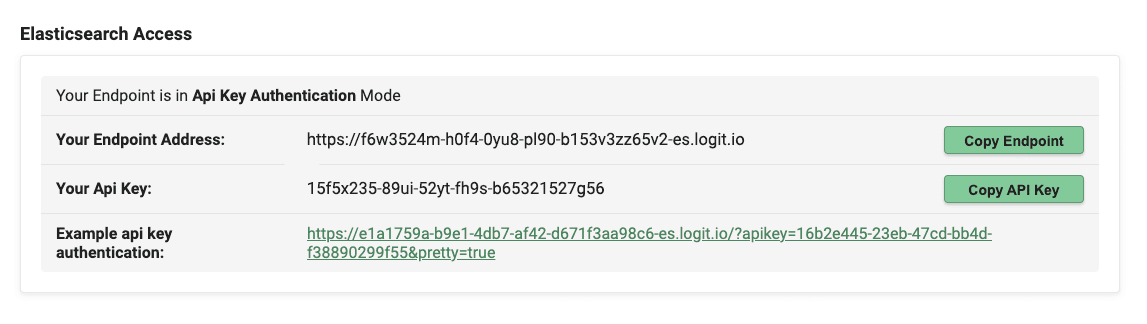 Elasticsearch Access
Your Endpoint is in Api Key Authentication Mode
Your Endpoint Address: https://f6w3524m-h0f4-0yu8-pl90-b153v3zz65v2-es.logit.io Copy Endpoint
Your Api Key: 15f5x235-89ui-52yt-fh9s-b65321527g56 Copy API Key
Example api key
authentication:
https://e1a1759a-b9e1-4db7-af42-d671f3aa98c6-es.logit.io/?apikey=16b2e445-23eb-47cd-bb4d-
f38890299f55&pretty=true